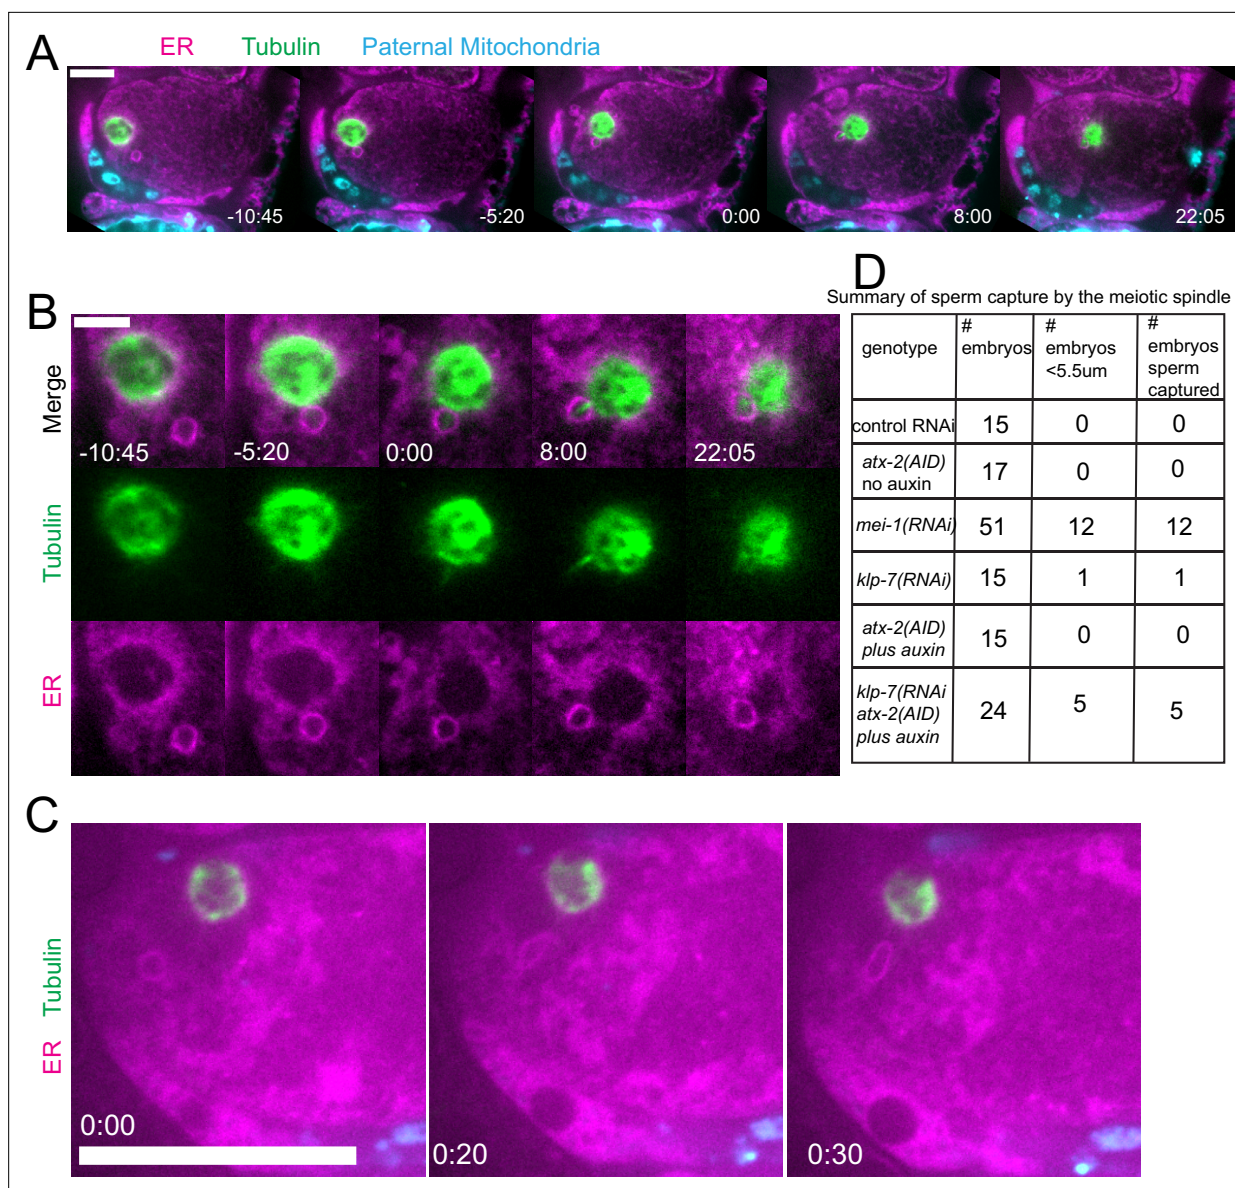 A
ER Tubulin Paternal Mitochondria
-10:45 -5:20 0:00 8:00 22:05
B
Merge
-10:45 -5:20 0:00 8:00 22:05
Tubulin
ER
D
Summary of sperm capture by the meiotic spindle
genotype
# embryos
# embryos <5.5um
# embryos sperm captured
control RNAi 15 0 0
atx-2(AID) no auxin 17 0 0
mei-1(RNAi) 51 12 12
klp-7(RNAi) 15 1 1
atx-2(AID) plus auxin 15 0 0
klp-7(RNAi atx-2(AID) plus auxin 24 5 5
C
ER Tubulin
0:00 0:20 0:30